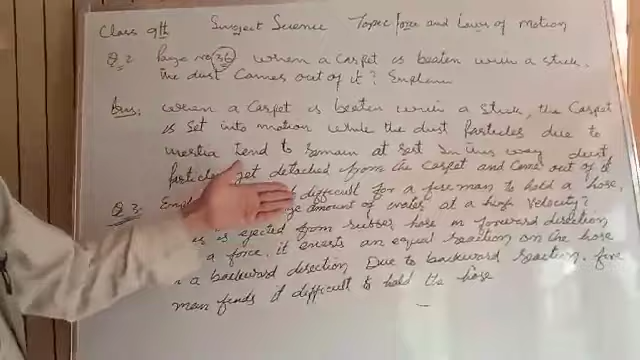 Class 9th Subject Science Topic Force and Laws of motion
Q.2 Page no 36 When a carpet is beaten with a stick, 
the dust comes out of it? Explain
Ans. When a carpet is beaten with a stick, the carpet
is set into motion while the dust particles due to
inertia tend to remain at rest in this way dust
particles get detached from the carpet and come out of it
Q 3. difficult for a fire man to hold a hose,
amount of water at a high velocity?
is ejected from rubber hose in forward direction
a force, it exerts an equal reaction on the hose
in a backward direction Due to backward reaction, fire
man finds it difficult to hold the hose